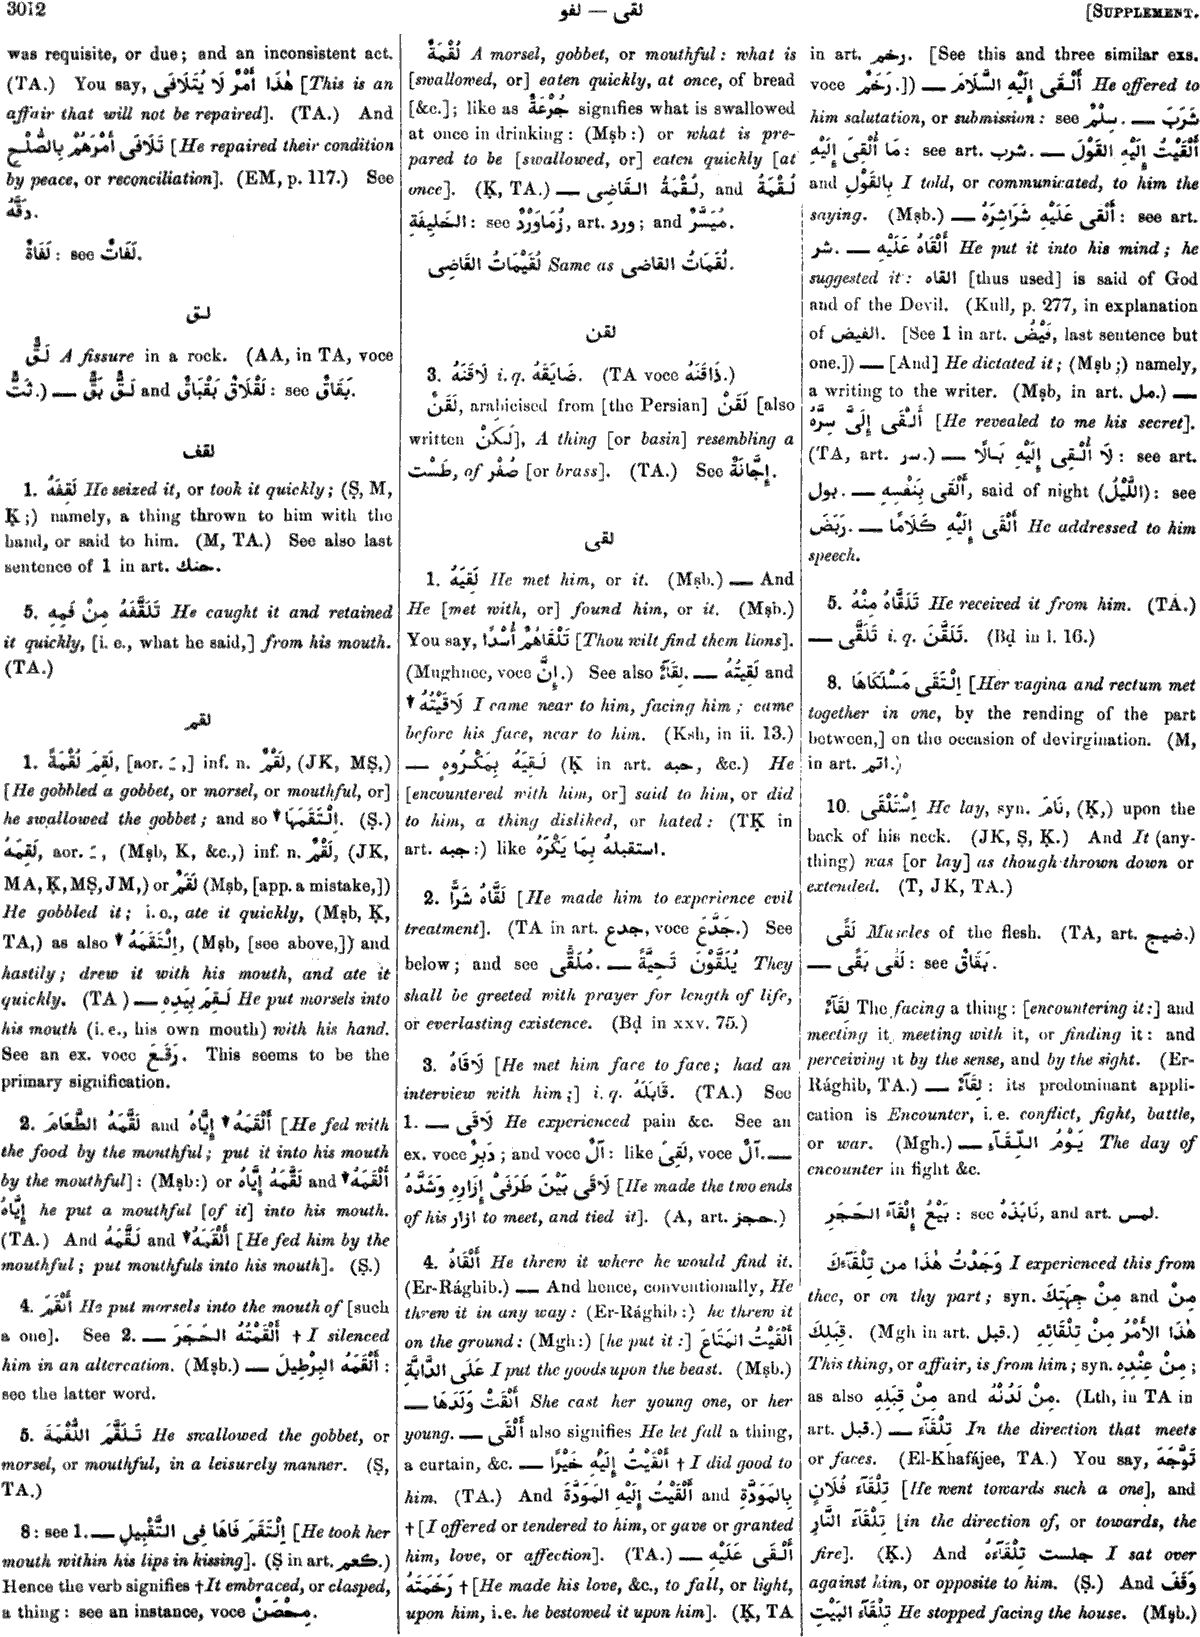 3012
لقى — لفو
[SUPPLEMENT.
was requisite, or due; and an inconsistent act.
(TA.) You say, هٰذَا أَمْرٌ لَا يُتَلَافَى [This is an
affair that will not be repaired]. (TA.) And
تَلَافَى أَمْرَهُمْ بِالصُّلْحِ [He repaired their condition
by peace, or reconciliation]. (EM, p. 117.) See
دَقَّهُ.
لَفَاةٌ: see لَفَاتٌ.
لق
لَقٌّ A fissure in a rock. (AA, in TA, voce
نَتٌّ.) — لَقٌّ بَقٌّ and لَقْلَاقٌ بَقْبَاقٌ: see بَقَاقٌ.
لقف
1. لَقِفَهُ He seized it, or took it quickly; (Ṣ, M,
Ḳ;) namely, a thing thrown to him with the
hand, or said to him. (M, TA.) See also last
sentence of 1 in art. حنك.
5. تَلَقَّفَهُ مِنْ فَمِهِ He caught it and retained
it quickly, [i. e., what he said,] from his mouth.
(TA.)
لقم
1. لَقِمَ لُقْمَةً, [aor. ـَ,] inf. n. لَقْمٌ, (JK, MṢ,)
[He gobbled a gobbet, or morsel, or mouthful, or]
he swallowed the gobbet; and so ↓ اِلْتَقَمَهَا. (Ṣ.)
لَقِمَهُ, aor. ـَ, (Mṣb, K, &c.,) inf. n. لَقْمٌ, (JK,
MA, Ḳ, MṢ, JM,) or لَقَمٌ (Mṣb, [app. a mistake,])
He gobbled it; i. e., ate it quickly, (Mṣb, Ḳ,
TA,) as also ↓ اِلْتَقَمَهُ, (Mṣb, [see above,]) and
hastily; drew it with his mouth, and ate it
quickly. (TA) — لَقِمَ بِيَدِهِ He put morsels into
his mouth (i. e., his own mouth) with his hand.
See an ex. voce رَقَعَ. This seems to be the
primary signification.
2. لَقَّمَهُ الطَّعَامَ and أَلْقَمَهُ ↓ إِيَّاهُ [He fed with
the food by the mouthful; put it into his mouth
by the mouthful]: (Mṣb:) or لَقَّمَهُ إِيَّاهُ and ↓ أَلْقَمَهُ
إِيَّاهُ he put a mouthful [of it] into his mouth.
(TA.) And لَقَّمَهُ and ↓ أَلْقَمَهُ [He fed him by the
mouthful; put mouthfuls into his mouth]. (Ṣ.)
4. أَلْقَمَ He put morsels into the mouth of [such
a one]. See 2. — أَلْقَمْتُهُ الحَجَرَ † I silenced
him in an altercation. (Mṣb.) — أَلْقَمَهُ البِرْطِيلَ:
see the latter word.
5. تَلَقَّمَ اللُّقْمَةَ He swallowed the gobbet, or
morsel, or mouthful, in a leisurely manner. (Ṣ,
TA.)
8: see 1. — اِلْتَقَمَ فَاهَا فِى التَّقْبِيلِ [He took her
mouth within his lips in kissing]. (Ṣ in art. كعم.)
Hence the verb signifies † It embraced, or clasped,
a thing: see an instance, voce مِحْصَنٌ.
لُقْمَةٌ A morsel, gobbet, or mouthful: what is
[swallowed, or] eaten quickly, at once, of bread
[&c.]; like as جُرْعَةٌ signifies what is swallowed
at once in drinking: (Mṣb:) or what is pre-
pared to be [swallowed, or] eaten quickly [at
once]. (Ḳ, TA.) — لُقْمَةُ القَاضِى, and لُقْمَةُ
الخَلِيفَةِ: see زُمَاوَرْدٌ, art. ورد; and مُيَسَّرٌ.
لُقَيْمَاتُ القَاضِى Same as لُقَمَاتُ القاضى.
لقن
3. لَاقَنَهُ i. q. ضَايَقَهُ. (TA voce ذَاقَنَهُ.)
لَقَنٌ, arabicised from [the Persian] لَقَنْ [also
written لَكَنْ], A thing [or basin] resembling a
طَسْت, of صُفْر [or brass]. (TA.) See إِجَّانَةٌ.
لقى
1. لَقِيَهُ He met him, or it. (Mṣb.) — And
He [met with, or] found him, or it. (Mṣb.)
You say, تَلْقَاهُمْ أُسْدًا [Thou wilt find them lions].
(Mughnee, voce إِنَّ.) See also لِقَآءٌ. — لَقِيتُهُ and
↓ لَاقَيْتُهُ I came near to him, facing him; came
before his face, near to him. (Ksh, in ii. 13.)
— لَقِيَهُ بِمَكْرُوهٍ (Ḳ in art. جبه, &c.) He
[encountered with him, or] said to him, or did
to him, a thing disliked, or hated: (TḲ in
art. جبه:) like استقبله بِمَا يَكْرَهُ.
2. لَقَّاهُ شَرًّا [He made him to experience evil
treatment]. (TA in art. جدع, voce جَدَّعَ.) See
below; and see مُلَقًّى. — يُلَقَّوْنَ تَحِيَّةً They
shall be greeted with prayer for length of life,
or everlasting existence. (Bḍ in xxv. 75.)
3. لَاقَاهُ [He met him face to face; had an
interview with him;] i. q. قَابَلَهُ. (TA.) See
1. — لَاقَى He experienced pain &c. See an
ex. voce دَبِرٌ; and voce آلٌ: like لَقِىَ, voce آلٌ. —
لَاقَى بَيْنَ طَرَفَىْ إِزَارِهِ وَشَدَّهُ [He made the two ends
of his ازار to meet, and tied it]. (A, art. حجز.)
4. أَلْقَاهُ He threw it where he would find it.
(Er-Rághib.) — And hence, conventionally, He
threw it in any way: (Er-Rághib:) he threw it
on the ground: (Mgh:) [he put it:] أَلْقَيْتُ المَتَاعَ
عَلَى الدَّابَّةِ I put the goods upon the beast. (Mṣb.)
— أَلْقَتْ وَلَدَهَا She cast her young one, or her
young. — أَلْقَى also signifies He let fall a thing,
a curtain, &c. — أَلْقَيْتُ إِلَيْهِ خَيْرًا † I did good to
him. (TA.) And أَلْقَيْتُ إِلَيْهِ المَوَدَّةَ and بِالمَوَدَّةِ
† [I offered or tendered to him, or gave or granted
him, love, or affection]. (TA.) — أَلْقَى عَلَيْهِ
رَحْمَتَهُ † [He made his love, &c., to fall, or light,
upon him, i.e. he bestowed it upon him]. (Ḳ, TA
in art. رخم. [See this and three similar exs.
voce رَخَمٌ.]) — أَلْقَى إِلَيْهِ السَّلَامَ He offered to
him salutation, or submission: see سِلْمٌ. — شَرَبَ
مَا أُلْقِىَ إِلَيْهِ: see art. شرب. — أَلْقَيْتُ إِلَيْهِ القَوْلَ
and بِالقَوْلِ I told, or communicated, to him the
saying. (Mṣb.) — أَلْقَى عَلَيْهِ شَرَاشِرَهُ: see art.
شر. — أَلْقَاهُ عَلَيْهِ He put it into his mind; he
suggested it: القاه [thus used] is said of God
and of the Devil. (Kull, p. 277, in explanation
of الفيض. [See 1 in art. فَيْضٌ, last sentence but
one.]) — [And] He dictated it; (Mṣb;) namely,
a writing to the writer. (Mṣb, in art. مل.) —
أَلْقَى إِلَىَّ سِرَّهُ [He revealed to me his secret].
(TA, art. سر.) — لَا أُلْقِى إِلَيْهِ بَالًا: see art.
بول. — أَلْقَى بِنَفْسِهِ, said of night (اللَّيْلُ): see
رَبَضَ. — أَلْقَى إِلَيْهِ كَلَامًا He addressed to him
speech.
5. تَلَقَّاهُ مِنْهُ He received it from him. (TA.)
— تَلَقَّى i. q. تَلَقَّنَ. (Bḍ in l. 16.)
8. اِلْتَقَى مَسْلَكَاهَا [Her vagina and rectum met
together in one, by the rending of the part
between,] on the occasion of devirgination. (M,
in art. اتم.)
10. اِسْتَلْقَى He lay, syn. نَامَ, (Ḳ,) upon the
back of his neck. (JK, Ṣ, Ḳ.) And It (any-
thing) was [or lay] as though thrown down or
extended. (T, JK, TA.)
لَقًى Muscles of the flesh. (TA, art. ضيج.)
— لَقًى بَقًى: see بَقَاقٌ.
لِقَآءٌ The facing a thing: [encountering it:] and
meeting it, meeting with it, or finding it: and
perceiving it by the sense, and by the sight. (Er-
Rághib, TA.) — لِقَآءٌ: its predominant appli-
cation is Encounter, i. e. conflict, fight, battle,
or war. (Mgh.) — يَوْمُ اللِّقَآءِ The day of
encounter in fight &c.
بَيْعُ إِلْقَآءِ الحَجَرِ: see نَابَذَهُ, and art. لمس.
وَجَدْتُ هٰذَا مِن تِلْقَآءِكَ I experienced this from
thee, or on thy part; syn. مِنْ جِهَتِكَ and مِنْ
قِبَلِكَ. (Mgh in art. قبل.) هٰذَا الأَمْرُ مِنْ تِلْقَائِهِ
This thing, or affair, is from him; syn. مِنْ عِنْدِهِ;
as also مِنْ قِبَلِهِ and مِنْ لَدُنْهُ. (Lth, in TA in
art. قبل.) — تِلْقَآءَ In the direction that meets
or faces. (El-Khafájee, TA.) You say, تَوَجَّهَ
تِلْقَآءَ فُلَانٍ [He went towards such a one], and
تِلْقَآءَ النَّارِ [in the direction of, or towards, the
fire]. (Ḳ.) And جلست تِلْقَآءَهُ I sat over
against him, or opposite to him. (Ṣ.) And وَقَفَ
تِلْقَآءَ البَيْتِ He stopped facing the house. (Mṣb.)